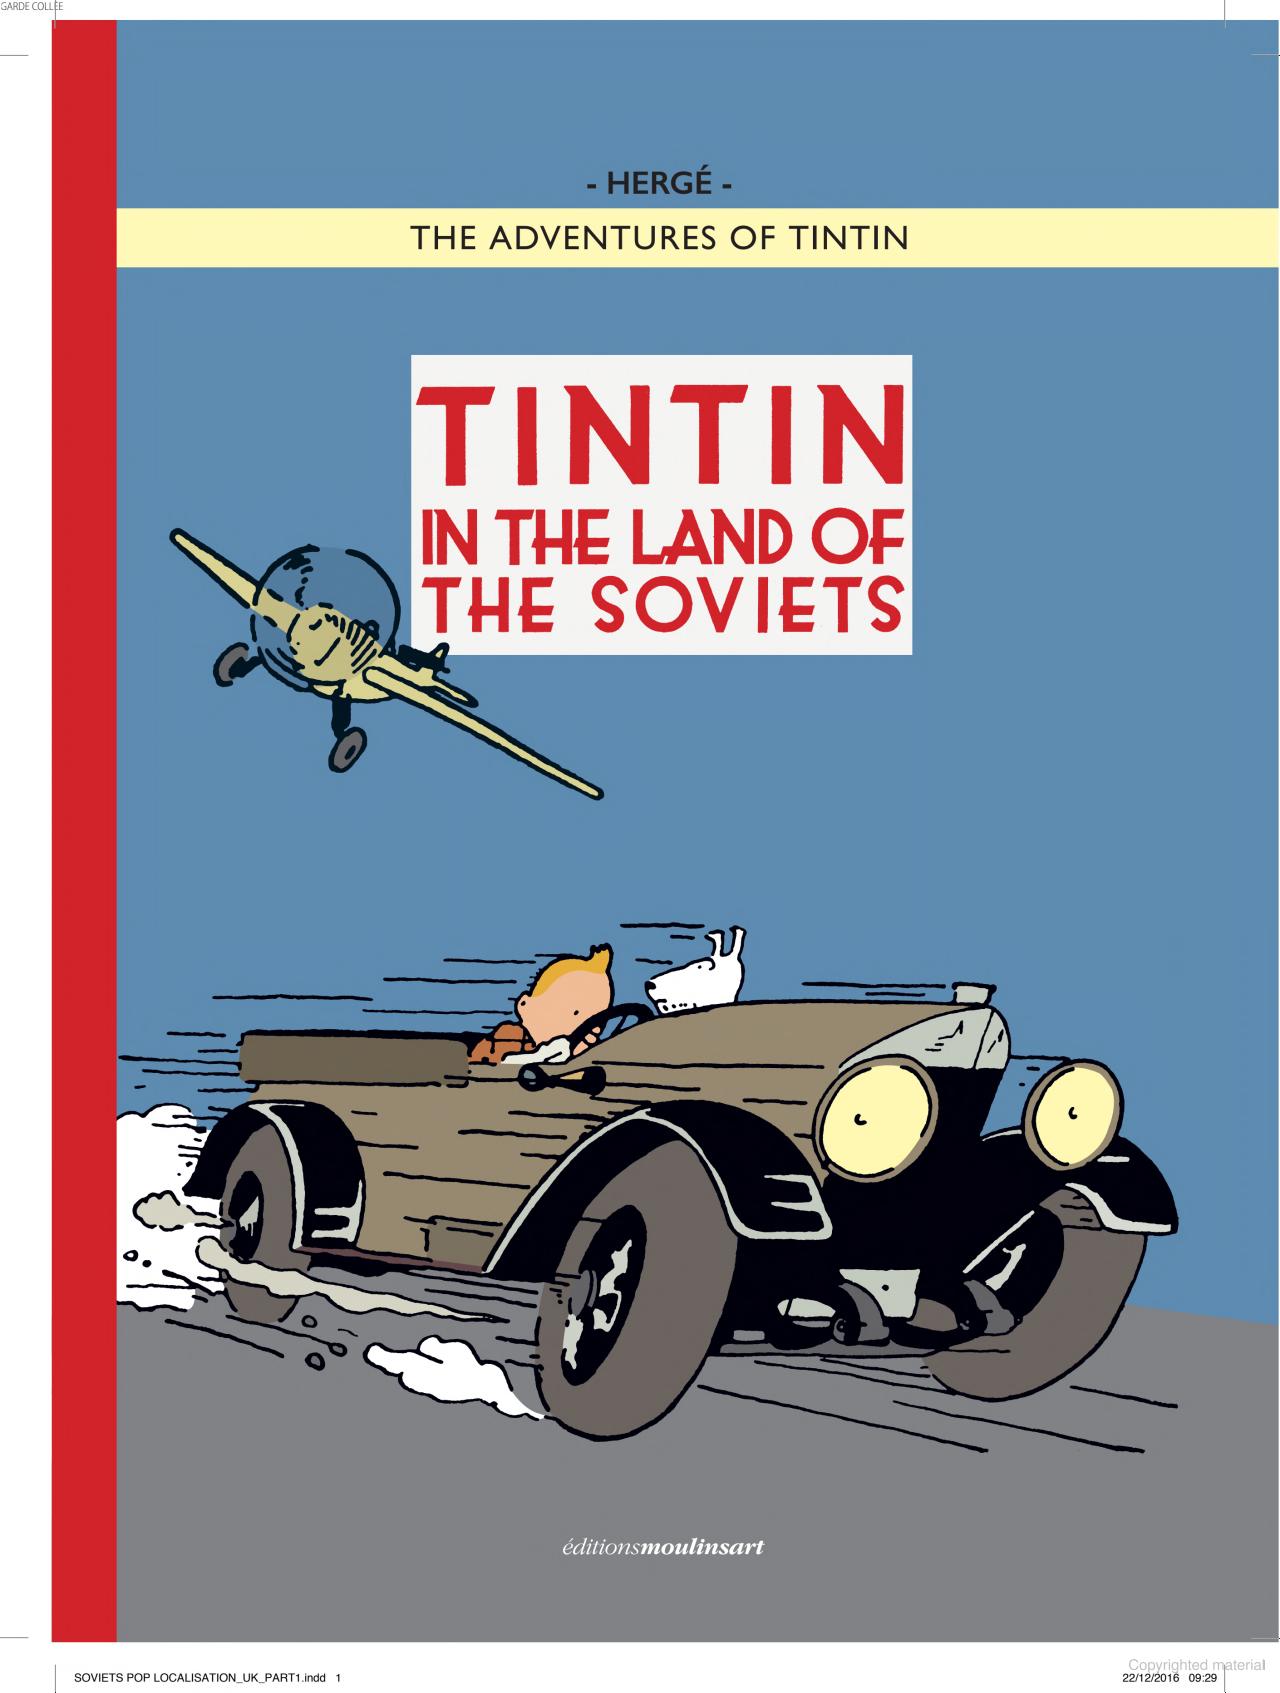 GARDE COLLÉE
- HERGÉ -
THE ADVENTURES OF TINTIN
TINTIN
IN THE LAND OF
THE SOVIETS
éditionsmoulinsart
Copyrighted material
SOVIETS POP LOCALISATION_UK_PART1.indd 1
22/12/2016 09:29